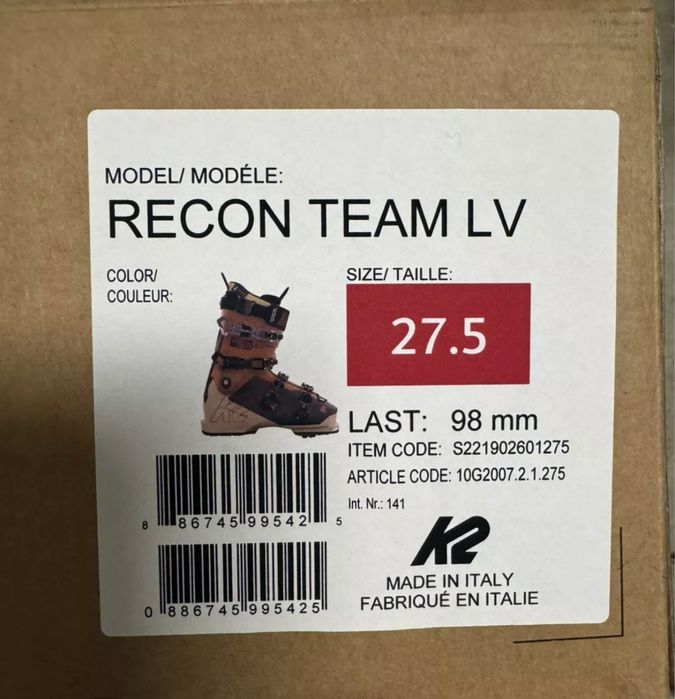 MODEL/ MODÉLE:
RECON TEAM LV
COLOR/
COULEUR:
SIZE/ TAILLE:
27.5
LAST: 98 mm
ITEM CODE: S221902601275
ARTICLE CODE: 10G2007.2.1.275
Int. Nr.: 141
8 86745 99542 5
0 886745 995425
K2
MADE IN ITALY
FABRIQUÉ EN ITALIE